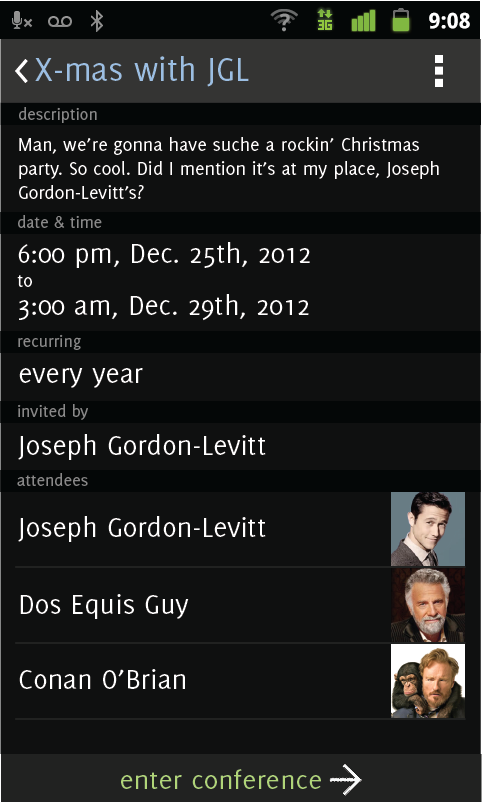 3G
9:08
X-mas with JGL
description
Man, we're gonna have suche a rockin' Christmas
party. So cool. Did I mention it's at my place, Joseph
Gordon-Levitt's?
date & time
6:00 pm, Dec. 25th, 2012
to
3:00 am, Dec. 29th, 2012
recurring
every year
invited by
Joseph Gordon-Levitt
attendees
Joseph Gordon-Levitt
Dos Equis Guy
Conan O'Brian
enter conference